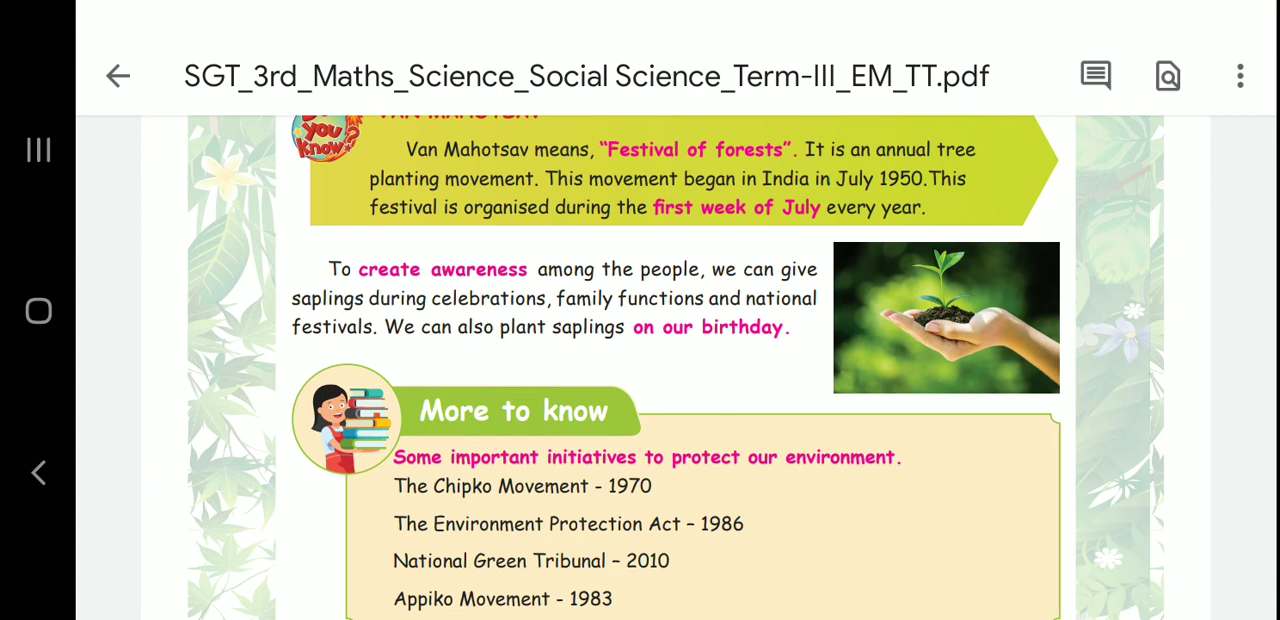 SGT_3rd_Maths_Science_Social Science_Term-III_EM_TT.pdf
you
know?
Van Mahotsav means, “Festival of forests”. It is an annual tree
planting movement. This movement began in India in July 1950.This
festival is organised during the first week of July every year.
To create awareness among the people, we can give
saplings during celebrations, family functions and national
festivals. We can also plant saplings on our birthday.
More to know
Some important initiatives to protect our environment.
The Chipko Movement - 1970
The Environment Protection Act – 1986
National Green Tribunal – 2010
Appiko Movement - 1983